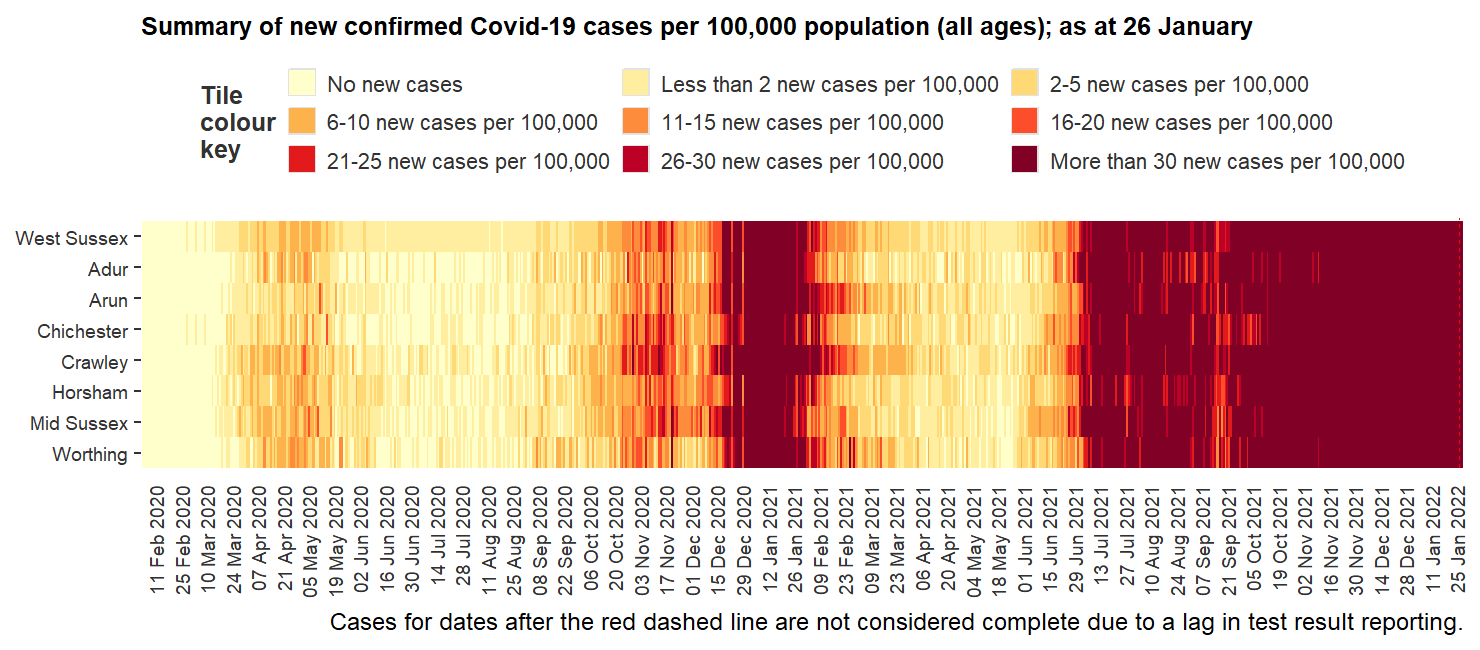 Summary of new confirmed Covid-19 cases per 100,000 population (all ages); as at 26 January
Tile
colour
key
No new cases
Less than 2 new cases per 100,000
2-5 new cases per 100,000
6-10 new cases per 100,000
11-15 new cases per 100,000
16-20 new cases per 100,000
21-25 new cases per 100,000
26-30 new cases per 100,000
More than 30 new cases per 100,000
West Sussex
Adur
Arun
Chichester
Crawley
Horsham
Mid Sussex
Worthing
11 Feb 2020
25 Feb 2020
10 Mar 2020
24 Mar 2020
07 Apr 2020
21 Apr 2020
05 May 2020
19 May 2020
02 Jun 2020
16 Jun 2020
30 Jun 2020
14 Jul 2020
28 Jul 2020
11 Aug 2020
25 Aug 2020
08 Sep 2020
22 Sep 2020
06 Oct 2020
20 Oct 2020
03 Nov 2020
17 Nov 2020
01 Dec 2020
15 Dec 2020
29 Dec 2020
12 Jan 2021
26 Jan 2021
09 Feb 2021
23 Feb 2021
09 Mar 2021
23 Mar 2021
06 Apr 2021
20 Apr 2021
04 May 2021
18 May 2021
01 Jun 2021
15 Jun 2021
29 Jun 2021
13 Jul 2021
27 Jul 2021
10 Aug 2021
24 Aug 2021
07 Sep 2021
21 Sep 2021
05 Oct 2021
19 Oct 2021
02 Nov 2021
16 Nov 2021
30 Nov 2021
14 Dec 2021
28 Dec 2021
11 Jan 2022
25 Jan 2022
Cases for dates after the red dashed line are not considered complete due to a lag in test result reporting.